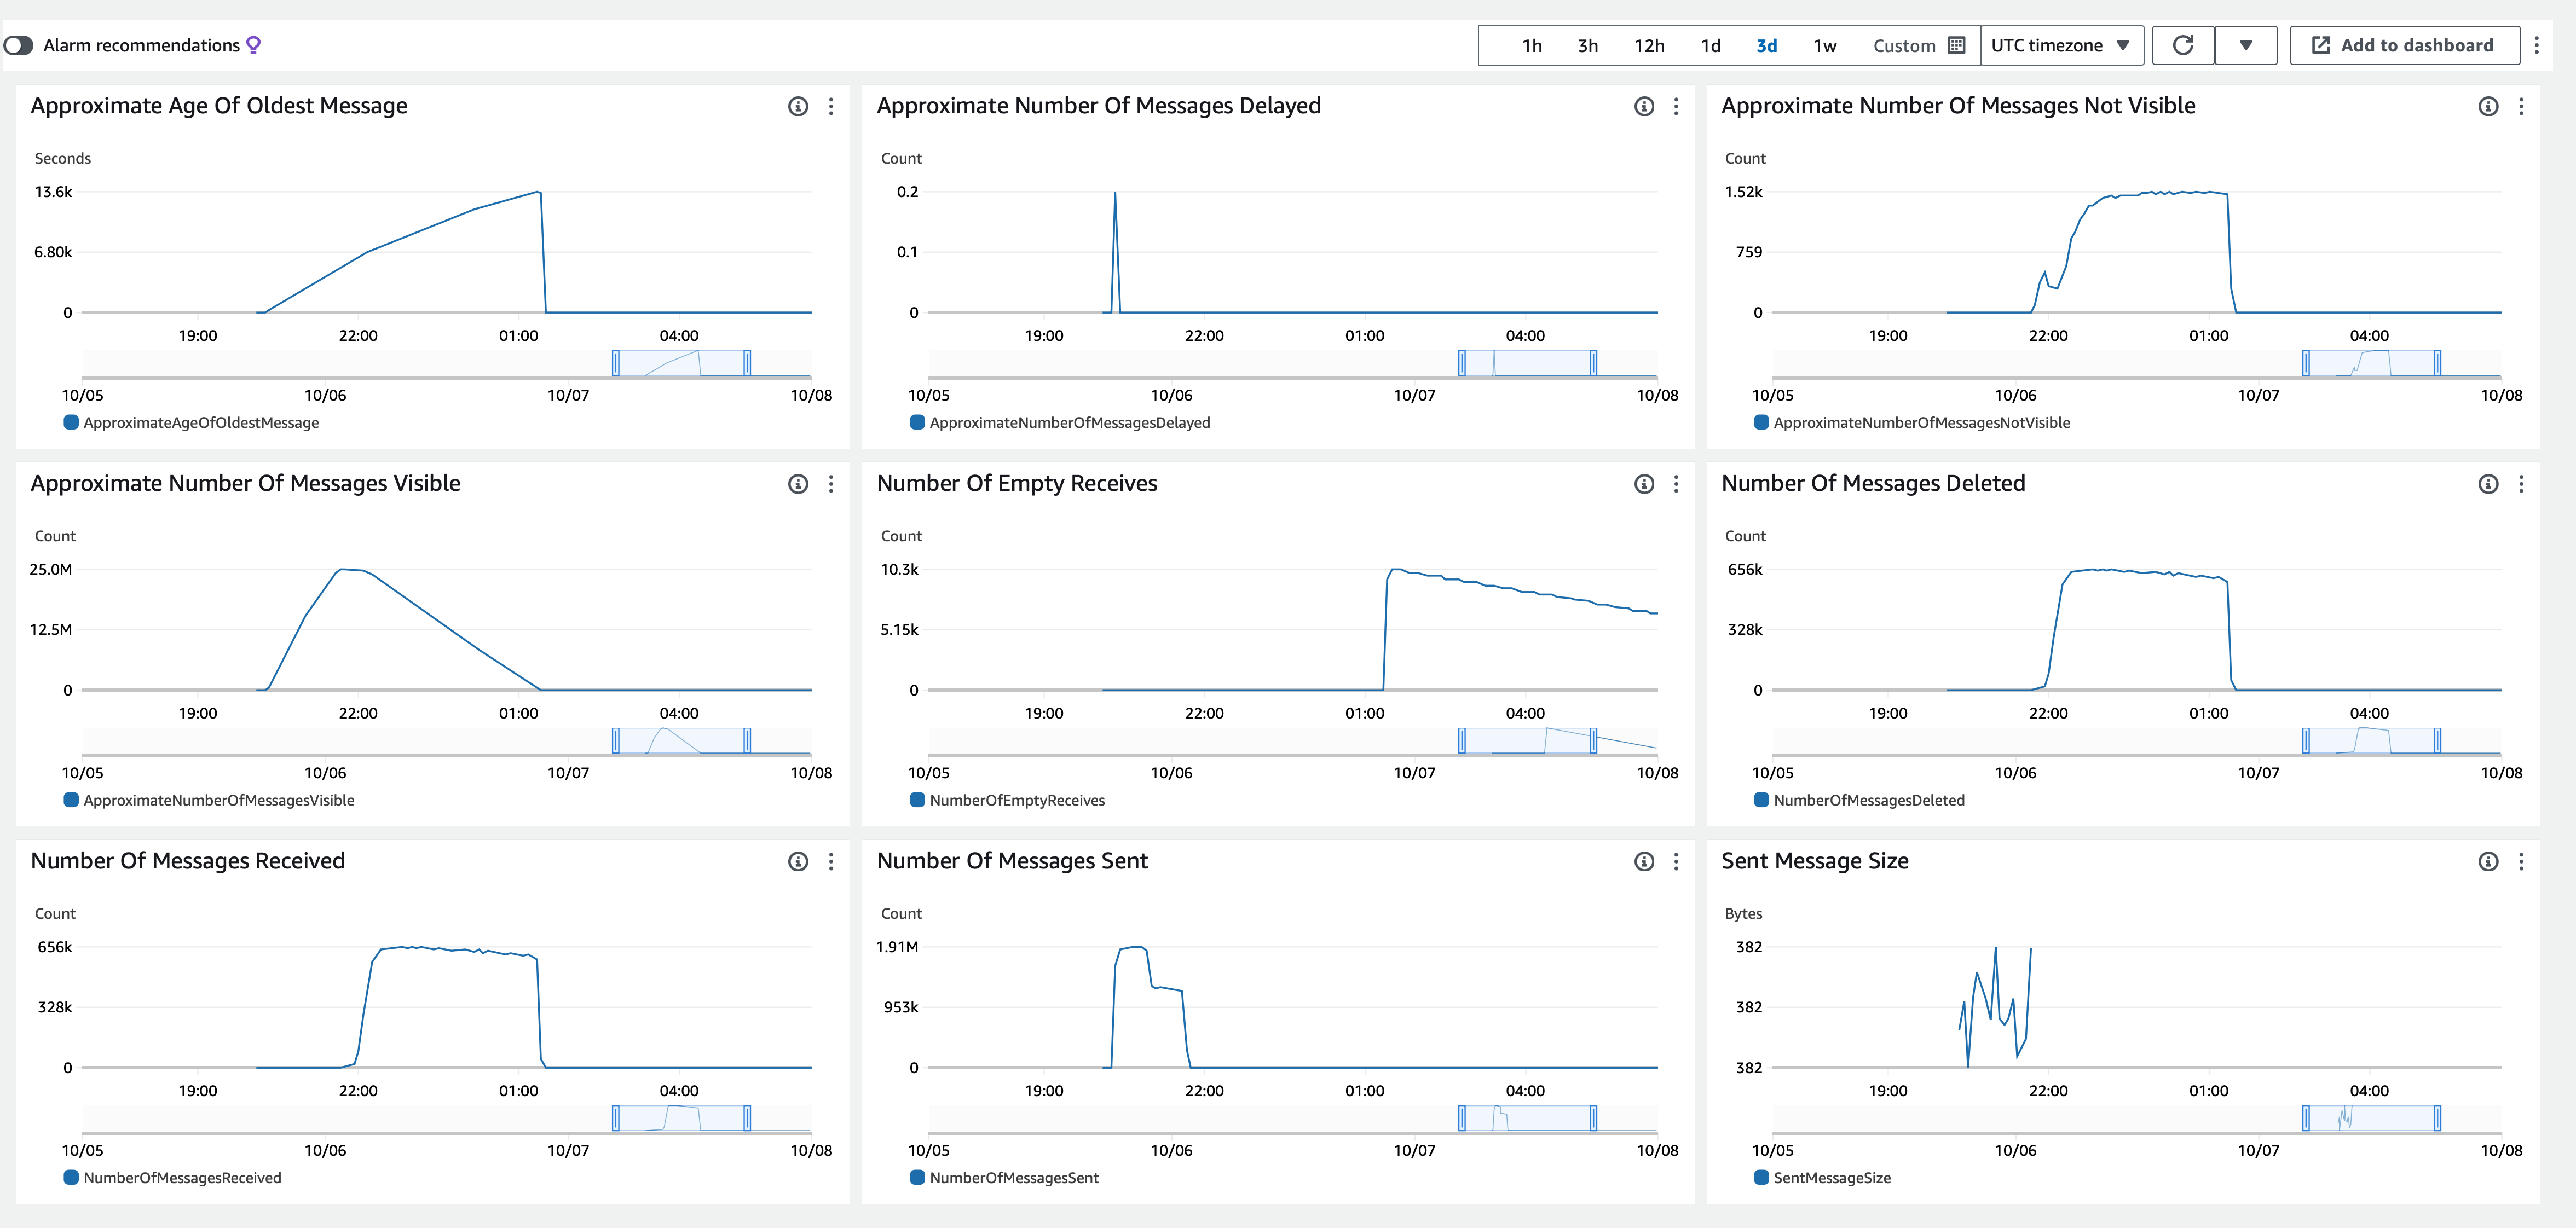 Alarm recommendations
1h 3h 12h 1d 3d 1w Custom UTC timezone Add to dashboard
Approximate Age Of Oldest Message
Seconds
13.6k
6.80k
0
19:00 22:00 01:00 04:00
10/05 10/06 10/07 10/08
ApproximateAgeOfOldestMessage
Approximate Number Of Messages Delayed
Count
0.2
0.1
0
19:00 22:00 01:00 04:00
10/05 10/06 10/07 10/08
ApproximateNumberOfMessagesDelayed
Approximate Number Of Messages Not Visible
Count
1.52k
759
0
19:00 22:00 01:00 04:00
10/05 10/06 10/07 10/08
ApproximateNumberOfMessagesNotVisible
Approximate Number Of Messages Visible
Count
25.0M
12.5M
0
19:00 22:00 01:00 04:00
10/05 10/06 10/07 10/08
ApproximateNumberOfMessagesVisible
Number Of Empty Receives
Count
10.3k
5.15k
0
19:00 22:00 01:00 04:00
10/05 10/06 10/07 10/08
NumberOfEmptyReceives
Number Of Messages Deleted
Count
656k
328k
0
19:00 22:00 01:00 04:00
10/05 10/06 10/07 10/08
NumberOfMessagesDeleted
Number Of Messages Received
Count
656k
328k
0
19:00 22:00 01:00 04:00
10/05 10/06 10/07 10/08
NumberOfMessagesReceived
Number Of Messages Sent
Count
1.91M
953k
0
19:00 22:00 01:00 04:00
10/05 10/06 10/07 10/08
NumberOfMessagesSent
Sent Message Size
Bytes
382
382
382
19:00 22:00 01:00 04:00
10/05 10/06 10/07 10/08
SentMessageSize